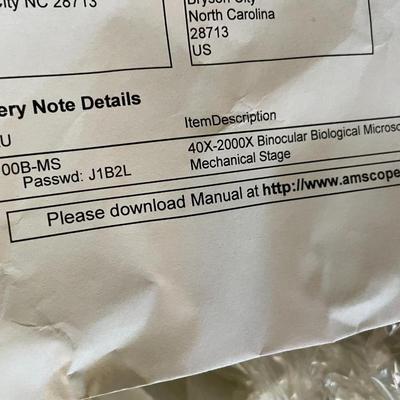 City NC 28713
Bryson City
North Carolina
28713
US
ery Note Details
U
ItemDescription
00B-MS
40X-2000X Binocular Biological Microsc
Passwd: J1B2L
Mechanical Stage
Please download Manual at http://www.amscope